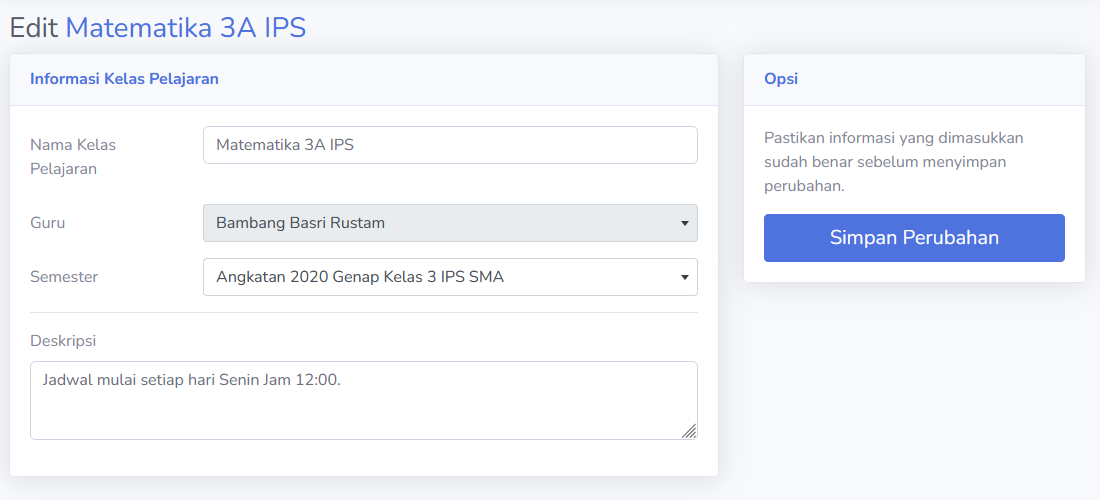 Edit Matematika 3A IPS
Informasi Kelas Pelajaran
Nama Kelas
Pelajaran
Matematika 3A IPS
Guru
Bambang Basri Rustam
Semester
Angkatan 2020 Genap Kelas 3 IPS SMA
Deskripsi
Jadwal mulai setiap hari Senin Jam 12:00.
Opsi
Pastikan informasi yang dimasukkan
sudah benar sebelum menyimpan
perubahan.
Simpan Perubahan